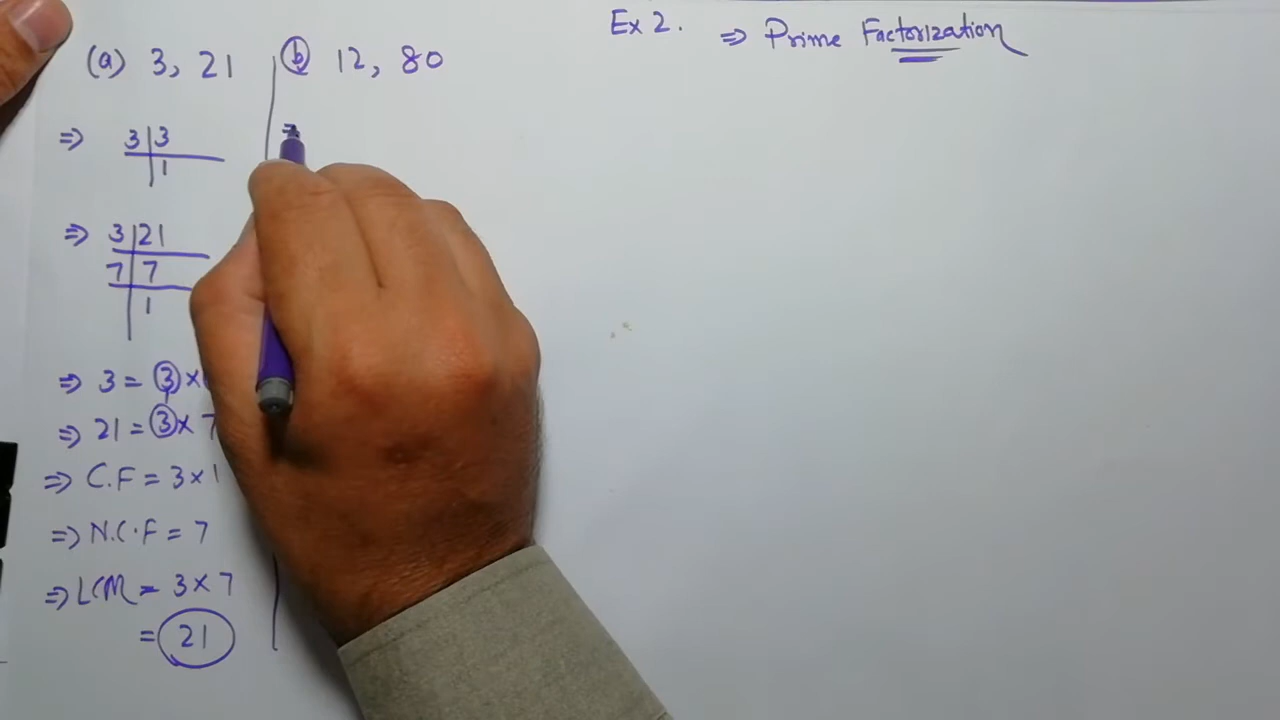 Ex 2. ⇒ Prime Factorization
(a) 3, 21
⇒ 3 | 3
1
⇒ 3 | 21
7 | 7
1
⇒ 3 = 3 ×
⇒ 21 = 3 × 7
⇒ C.F = 3 × 1
⇒ N.C.F = 7
⇒ LCM = 3 × 7
= 21
(b) 12, 80